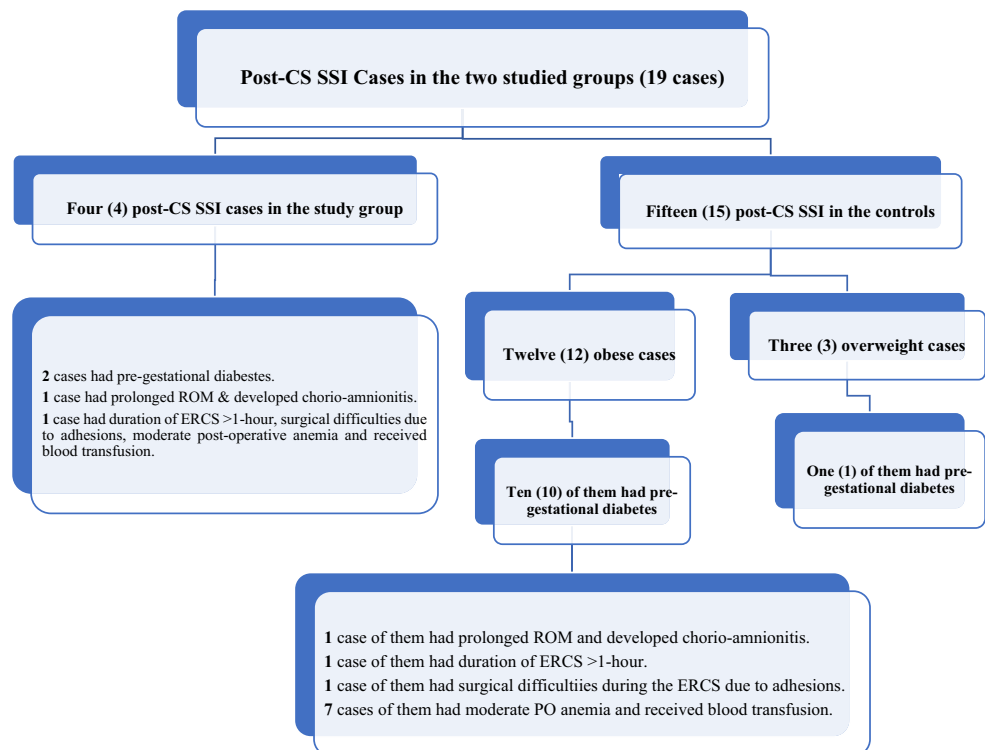 Post-CS SSI Cases in the two studied groups (19 cases)
Four (4) post-CS SSI cases in the study group
Fifteen (15) post-CS SSI in the controls
2 cases had pre-gestational diabestes.
1 case had prolonged ROM & developed chorio-amnionitis.
1 case had duration of ERCS >1-hour, surgical difficulties due
to adhesions, moderate post-operative anemia and received
blood transfusion.
Twelve (12) obese cases
Three (3) overweight cases
Ten (10) of them had pre-
gestational diabetes
One (1) of them had pre-
gestational diabetes
1 case of them had prolonged ROM and developed chorio-amnionitis.
1 case of them had duration of ERCS >1-hour.
1 case of them had surgical difficultiies during the ERCS due to adhesions.
7 cases of them had moderate PO anemia and received blood transfusion.